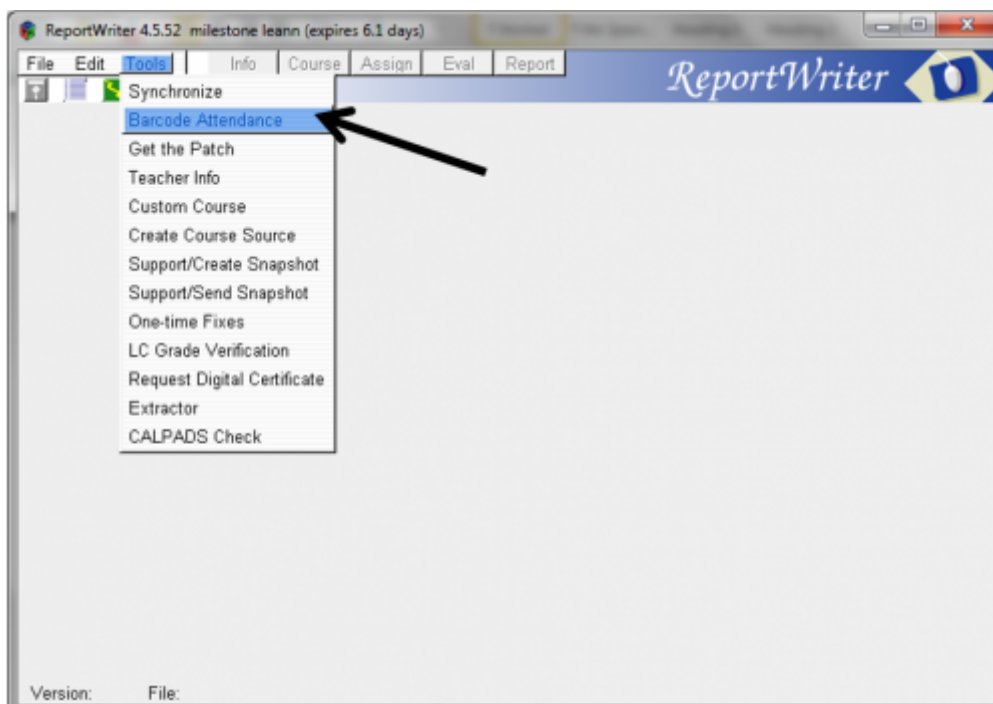 ReportWriter 4.5.52 milestone leann (expires 6.1 days)
File Edit Tools Info Course Assign Eval Report
ReportWriter
Synchronize
Barcode Attendance
Get the Patch
Teacher Info
Custom Course
Create Course Source
Support/Create Snapshot
Support/Send Snapshot
One-time Fixes
LC Grade Verification
Request Digital Certificate
Extractor
CALPADS Check
Version: File: